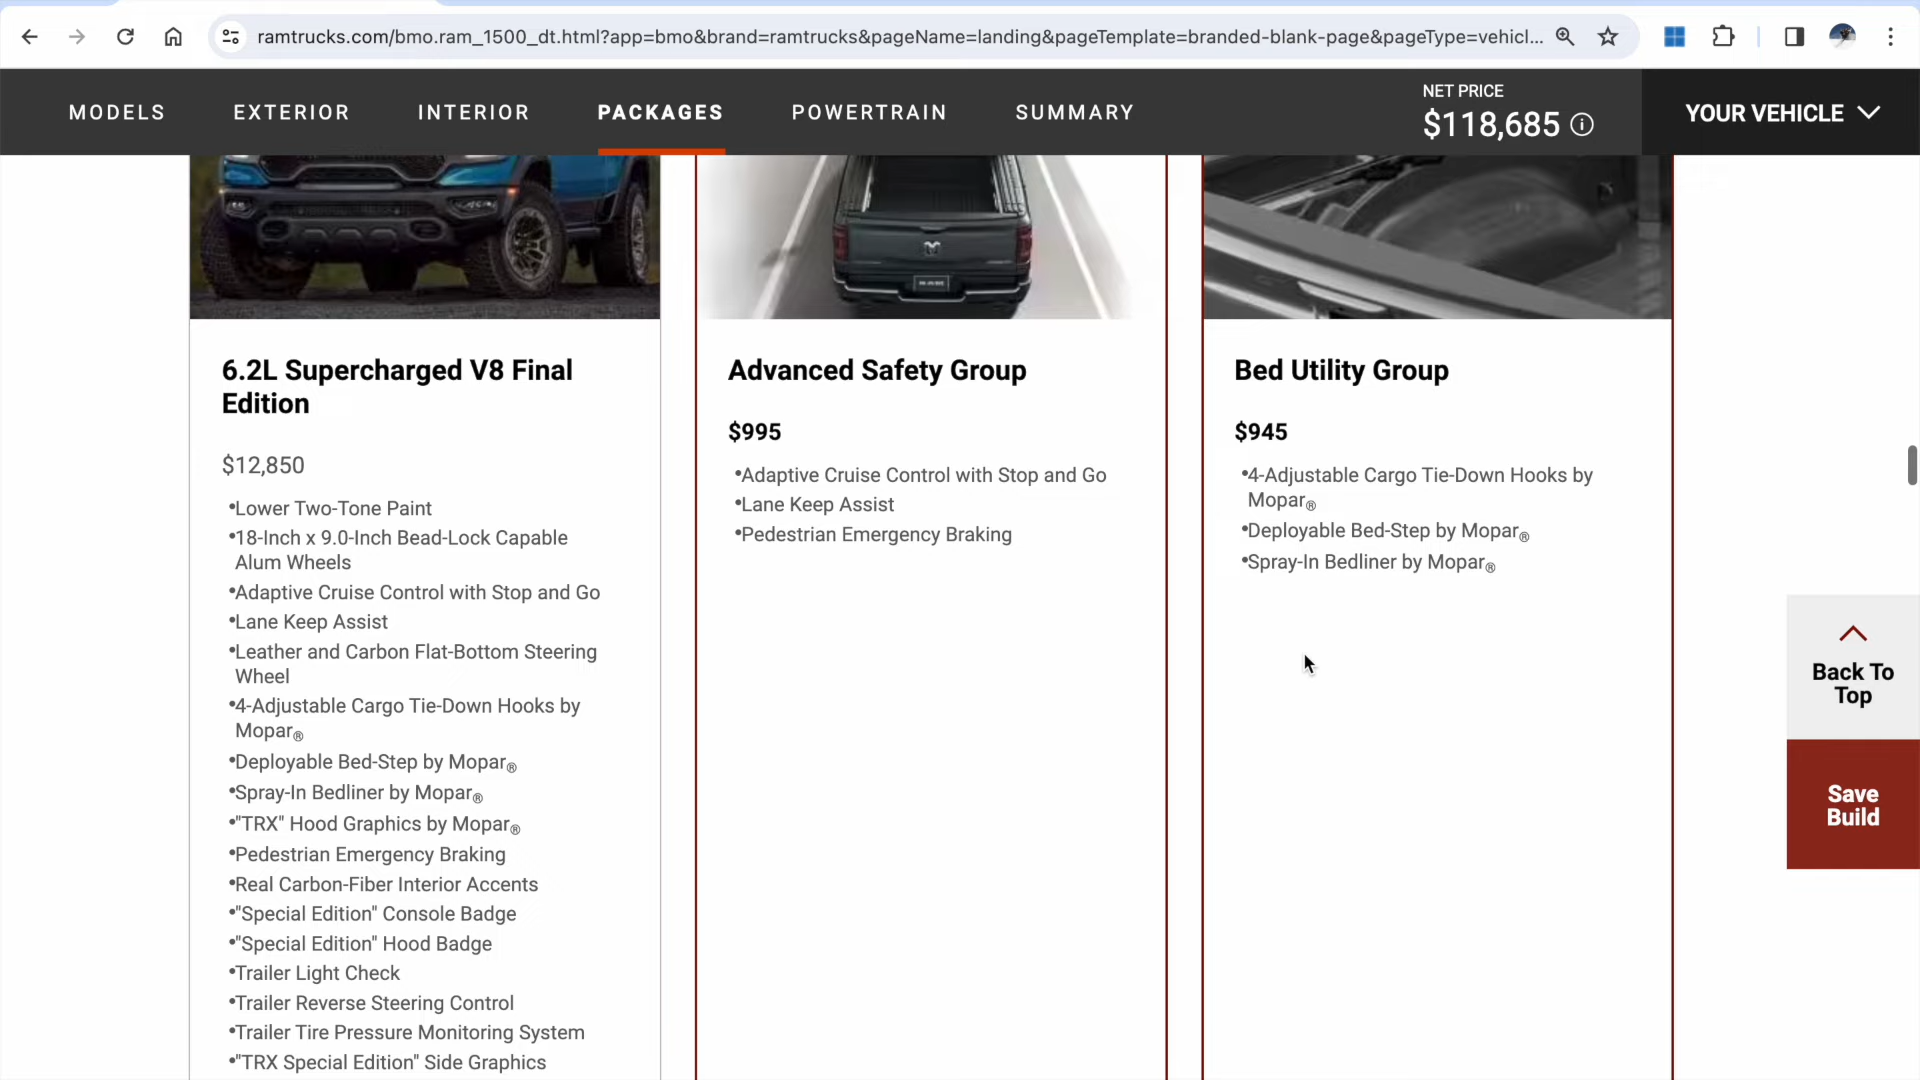 ramtrucks.com/bmo.ram_1500_dt.html?app=bmo&brand=ramtrucks&pageName=landing&pageTemplate=branded-blank-page&pageType=vehicl...
MODELS EXTERIOR INTERIOR PACKAGES POWERTRAIN SUMMARY
NET PRICE
$118,685
YOUR VEHICLE
6.2L Supercharged V8 Final
Edition
$12,850
•Lower Two-Tone Paint
•18-Inch x 9.0-Inch Bead-Lock Capable
Alum Wheels
•Adaptive Cruise Control with Stop and Go
•Lane Keep Assist
•Leather and Carbon Flat-Bottom Steering
Wheel
•4-Adjustable Cargo Tie-Down Hooks by
Mopar®
•Deployable Bed-Step by Mopar®
•Spray-In Bedliner by Mopar®
•"TRX" Hood Graphics by Mopar®
•Pedestrian Emergency Braking
•Real Carbon-Fiber Interior Accents
•"Special Edition" Console Badge
•"Special Edition" Hood Badge
•Trailer Light Check
•Trailer Reverse Steering Control
•Trailer Tire Pressure Monitoring System
•"TRX Special Edition" Side Graphics
Advanced Safety Group
$995
•Adaptive Cruise Control with Stop and Go
•Lane Keep Assist
•Pedestrian Emergency Braking
Bed Utility Group
$945
•4-Adjustable Cargo Tie-Down Hooks by
Mopar®
•Deployable Bed-Step by Mopar®
•Spray-In Bedliner by Mopar®
Back To
Top
Save
Build